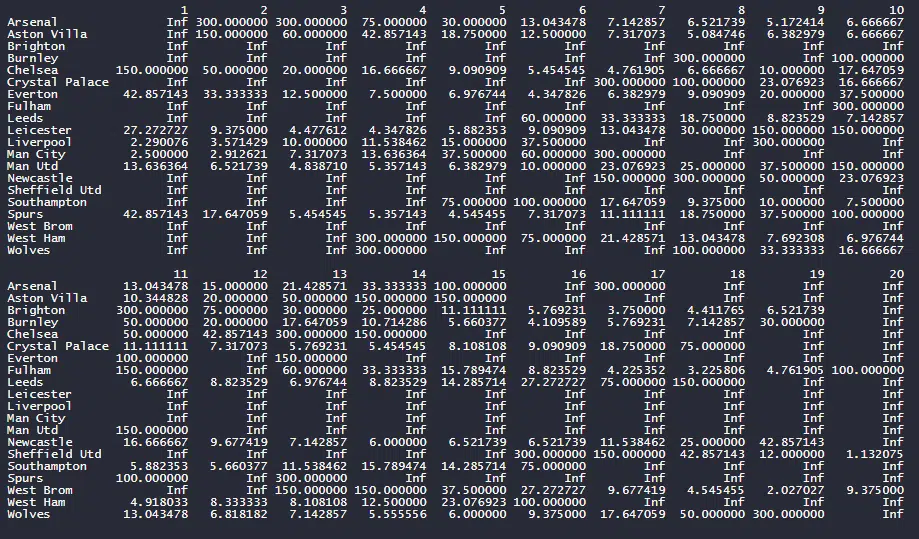 1 2 3 4 5 6 7 8 9 10
Arsenal Inf 300.000000 300.000000 75.000000 30.000000 13.043478 7.142857 6.521739 5.172414 6.666667
Aston Villa Inf 150.000000 60.000000 42.857143 18.750000 12.500000 7.317073 5.084746 6.382979 6.666667
Brighton Inf Inf Inf Inf Inf Inf Inf Inf Inf Inf
Burnley Inf Inf Inf Inf Inf Inf Inf 300.000000 Inf 100.000000
Chelsea 150.000000 50.000000 20.000000 16.666667 9.090909 5.454545 4.761905 6.666667 10.000000 17.647059
Crystal Palace Inf Inf Inf Inf Inf Inf 300.000000 100.000000 23.076923 16.666667
Everton 42.857143 33.333333 12.500000 7.500000 6.976744 4.347826 6.382979 9.090909 20.000000 37.500000
Fulham Inf Inf Inf Inf Inf Inf Inf Inf Inf 300.000000
Leeds Inf Inf Inf Inf Inf 60.000000 33.333333 18.750000 8.823529 7.142857
Leicester 27.272727 9.375000 4.477612 4.347826 5.882353 9.090909 13.043478 30.000000 150.000000 150.000000
Liverpool 2.290076 3.571429 10.000000 11.538462 15.000000 37.500000 Inf Inf 300.000000 Inf
Man City 2.500000 2.912621 7.317073 13.636364 37.500000 60.000000 300.000000 Inf Inf Inf
Man Utd 13.636364 6.521739 4.838710 5.357143 6.382979 10.000000 23.076923 25.000000 37.500000 150.000000
Newcastle Inf Inf Inf Inf Inf Inf 150.000000 300.000000 50.000000 23.076923
Sheffield Utd Inf Inf Inf Inf Inf Inf Inf Inf Inf Inf
Southampton Inf Inf Inf Inf 75.000000 100.000000 17.647059 9.375000 10.000000 7.500000
Spurs 42.857143 17.647059 5.454545 5.357143 4.545455 7.317073 11.111111 18.750000 37.500000 100.000000
West Brom Inf Inf Inf Inf Inf Inf Inf Inf Inf Inf
West Ham Inf Inf Inf 300.000000 150.000000 75.000000 21.428571 13.043478 7.692308 6.976744
Wolves Inf Inf Inf 300.000000 Inf Inf Inf 100.000000 33.333333 16.666667
11 12 13 14 15 16 17 18 19 20
Arsenal 13.043478 15.000000 21.428571 33.333333 100.000000 Inf 300.000000 Inf Inf Inf
Aston Villa 10.344828 20.000000 50.000000 150.000000 150.000000 Inf Inf Inf Inf Inf
Brighton 300.000000 75.000000 30.000000 25.000000 11.111111 5.769231 3.750000 4.411765 6.521739 Inf
Burnley 50.000000 20.000000 17.647059 10.714286 5.660377 4.109589 5.769231 7.142857 30.000000 Inf
Chelsea 50.000000 42.857143 300.000000 150.000000 Inf Inf Inf Inf Inf Inf
Crystal Palace 11.111111 7.317073 5.769231 5.454545 8.108108 9.090909 18.750000 75.000000 Inf Inf
Everton 100.000000 Inf 150.000000 Inf Inf Inf Inf Inf Inf Inf
Fulham 150.000000 Inf 60.000000 33.333333 15.789474 8.823529 4.225352 3.225806 4.761905 100.000000
Leeds 6.666667 8.823529 6.976744 8.823529 14.285714 27.272727 75.000000 150.000000 Inf Inf
Leicester Inf Inf Inf Inf Inf Inf Inf Inf Inf Inf
Liverpool Inf Inf Inf Inf Inf Inf Inf Inf Inf Inf
Man City Inf Inf Inf Inf Inf Inf Inf Inf Inf Inf
Man Utd 150.000000 Inf Inf Inf Inf Inf Inf Inf Inf Inf
Newcastle 16.666667 9.677419 7.142857 6.000000 6.521739 6.521739 11.538462 25.000000 42.857143 Inf
Sheffield Utd Inf Inf Inf Inf Inf 300.000000 150.000000 42.857143 12.000000 1.132075
Southampton 5.882353 5.660377 11.538462 15.789474 14.285714 75.000000 Inf Inf Inf Inf
Spurs 100.000000 Inf 300.000000 Inf Inf Inf Inf Inf Inf Inf
West Brom Inf Inf 150.000000 150.000000 37.500000 27.272727 9.677419 4.545455 2.027027 9.375000
West Ham 4.918033 8.333333 8.108108 12.500000 23.076923 100.000000 Inf Inf Inf Inf
Wolves 13.043478 6.818182 7.142857 5.555556 6.000000 9.375000 17.647059 50.000000 300.000000 Inf